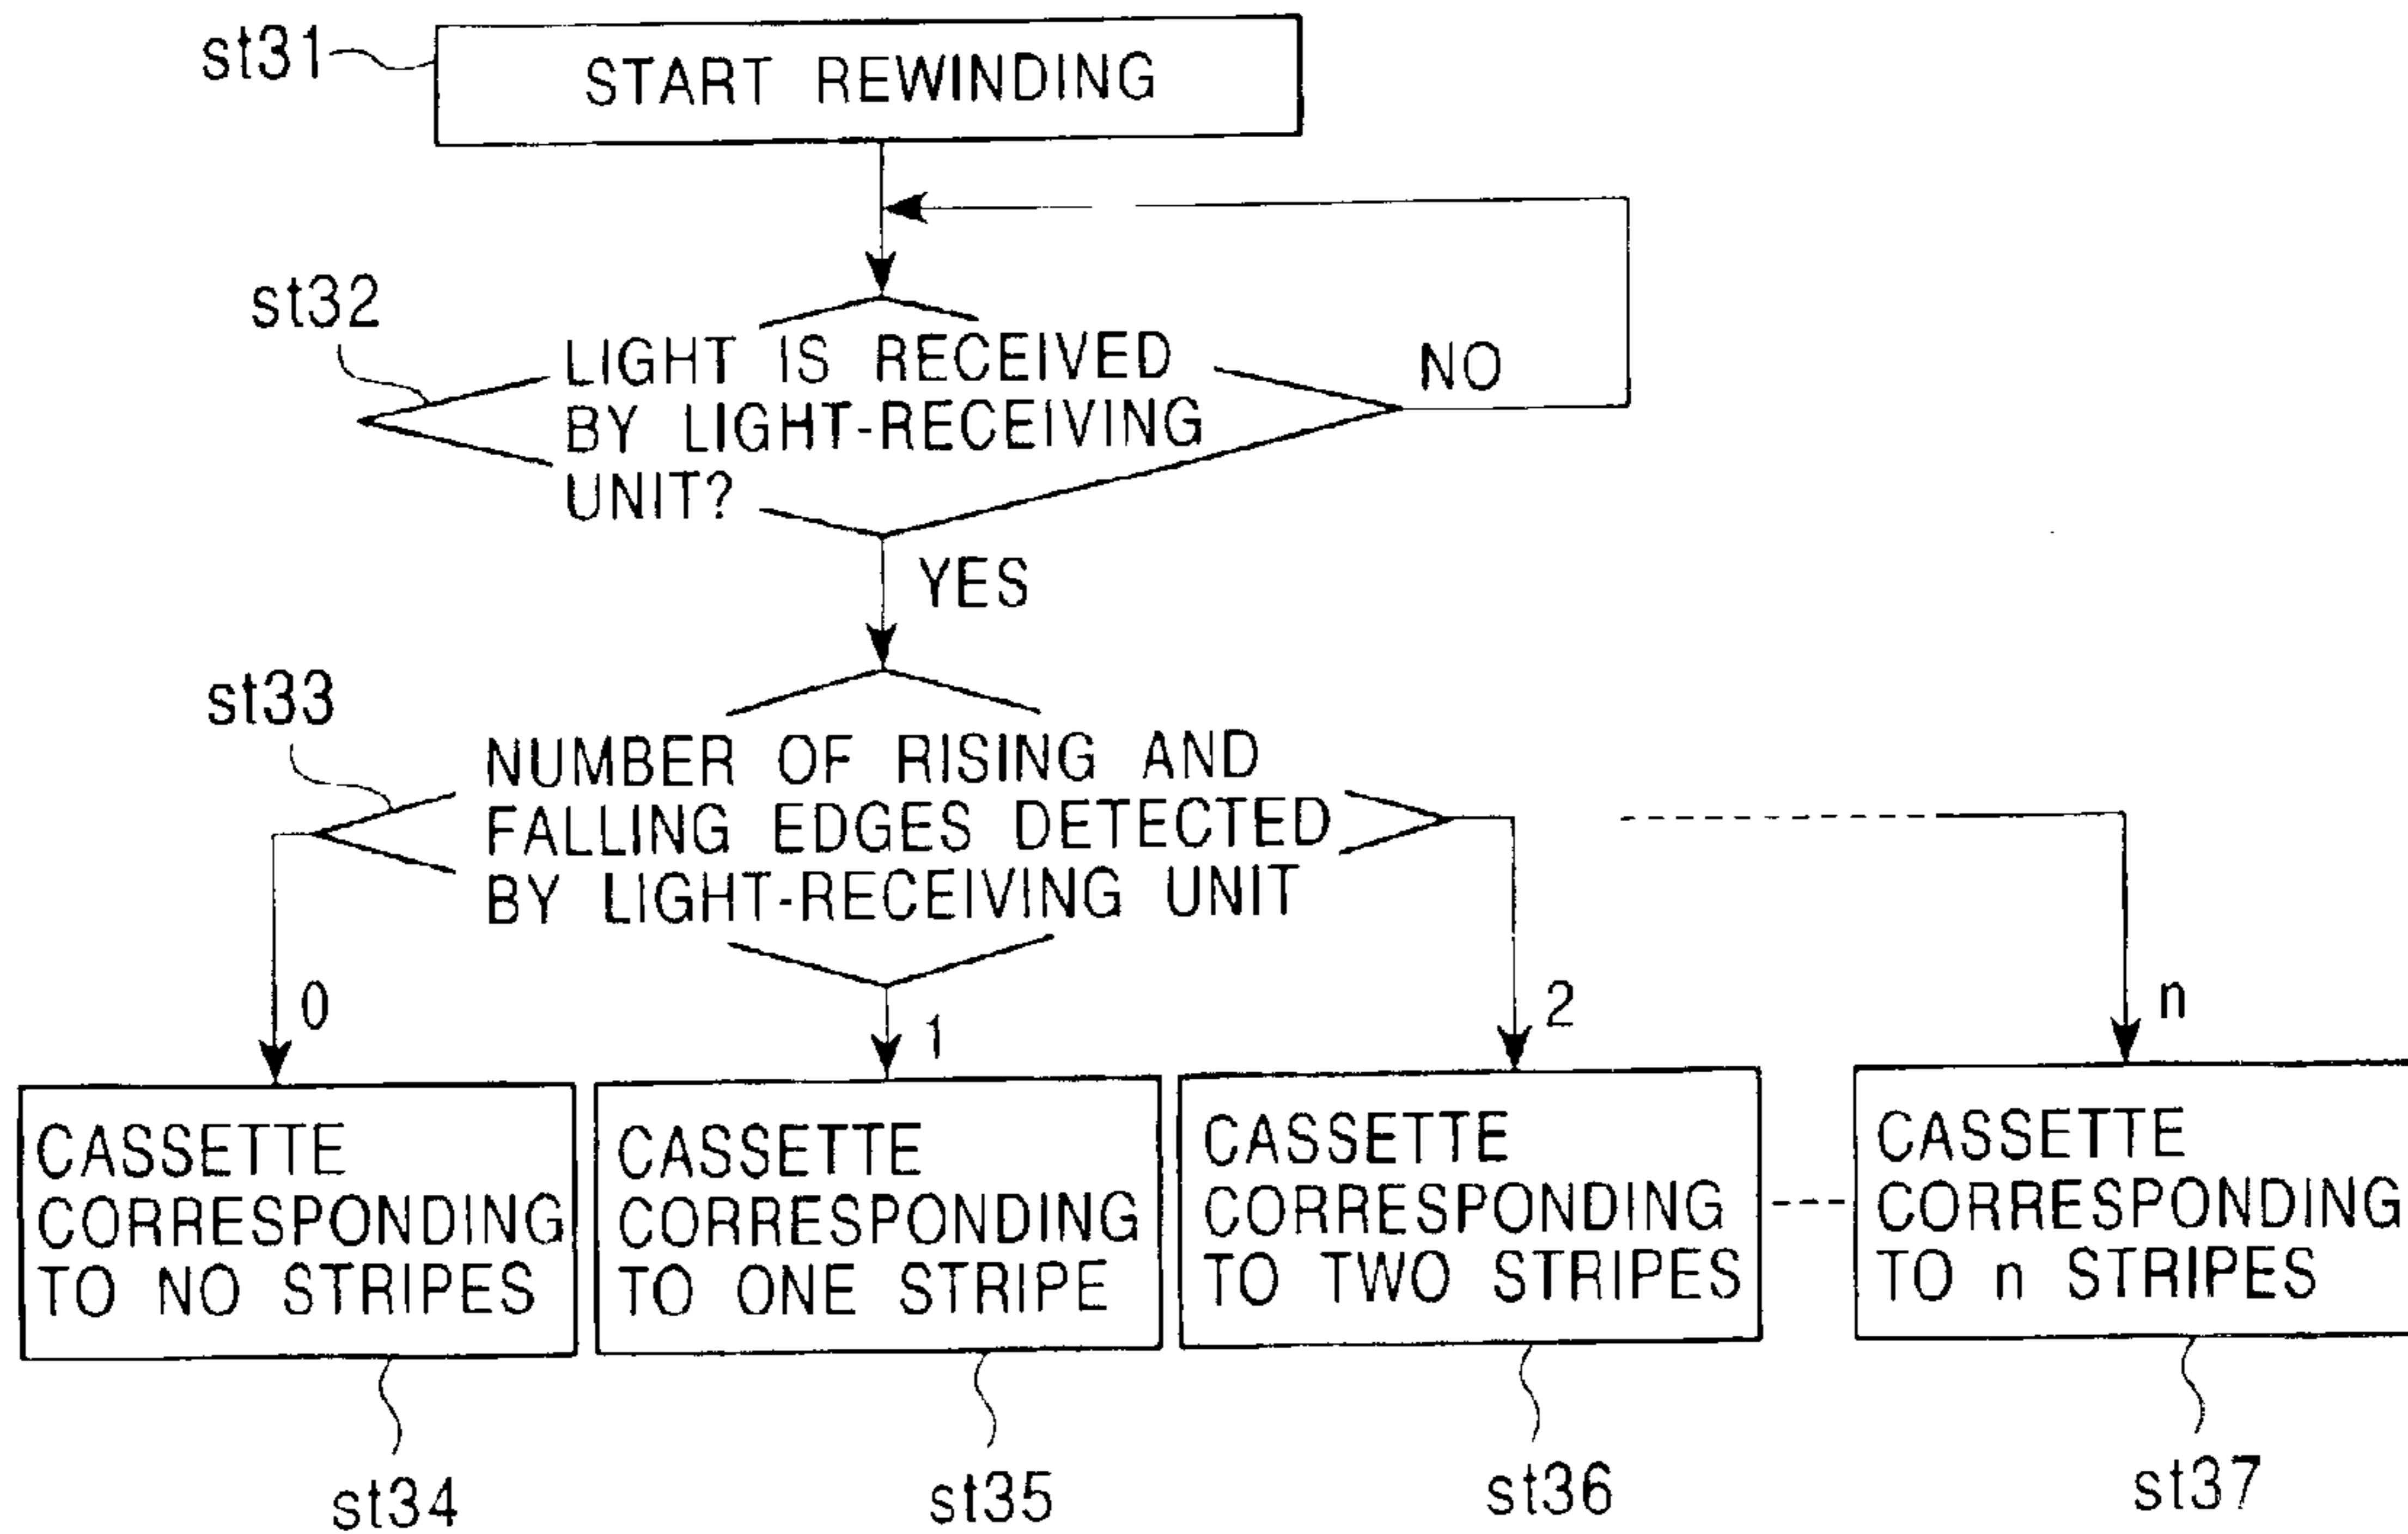 st31
START REWINDING
st32
LIGHT IS RECEIVED
BY LIGHT-RECEIVING
UNIT?
NO
YES
st33
NUMBER OF RISING AND
FALLING EDGES DETECTED
BY LIGHT-RECEIVING UNIT
0
1
2
n
CASSETTE
CORRESPONDING
TO NO STRIPES
CASSETTE
CORRESPONDING
TO ONE STRIPE
CASSETTE
CORRESPONDING
TO TWO STRIPES
CASSETTE
CORRESPONDING
TO n STRIPES
st34
st35
st36
st37